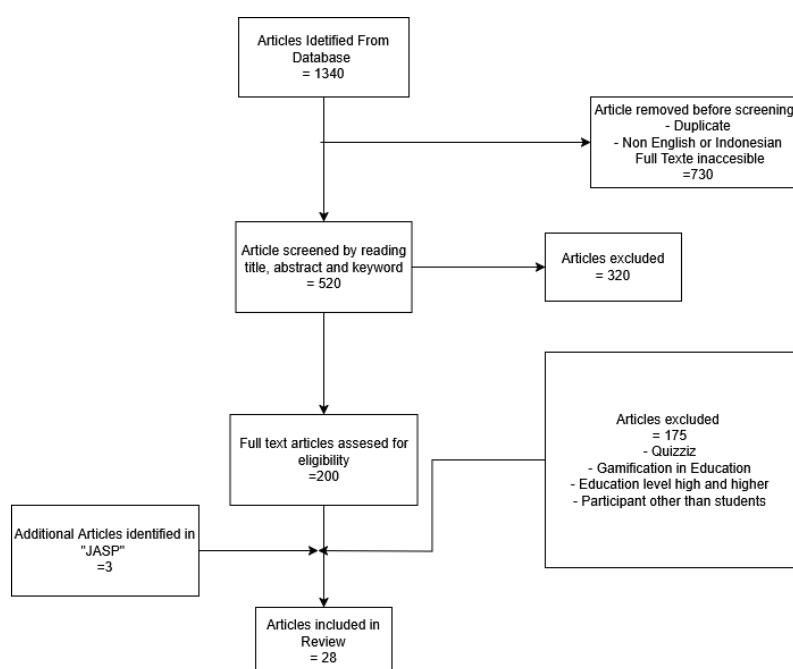 Articles Idetified From
Database
= 1340
Article removed before screening
- Duplicate
- Non English or Indonesian
Full Texte inaccesible
=730
Article screened by reading
title, abstract and keyword
= 520
Articles excluded
= 320
Full text articles assesed for
eligibility
=200
Articles excluded
= 175
- Quizziz
- Gamification in Education
- Education level high and higher
- Participant other than students
Additional Articles identified in
"JASP"
=3
Articles included in
Review
= 28